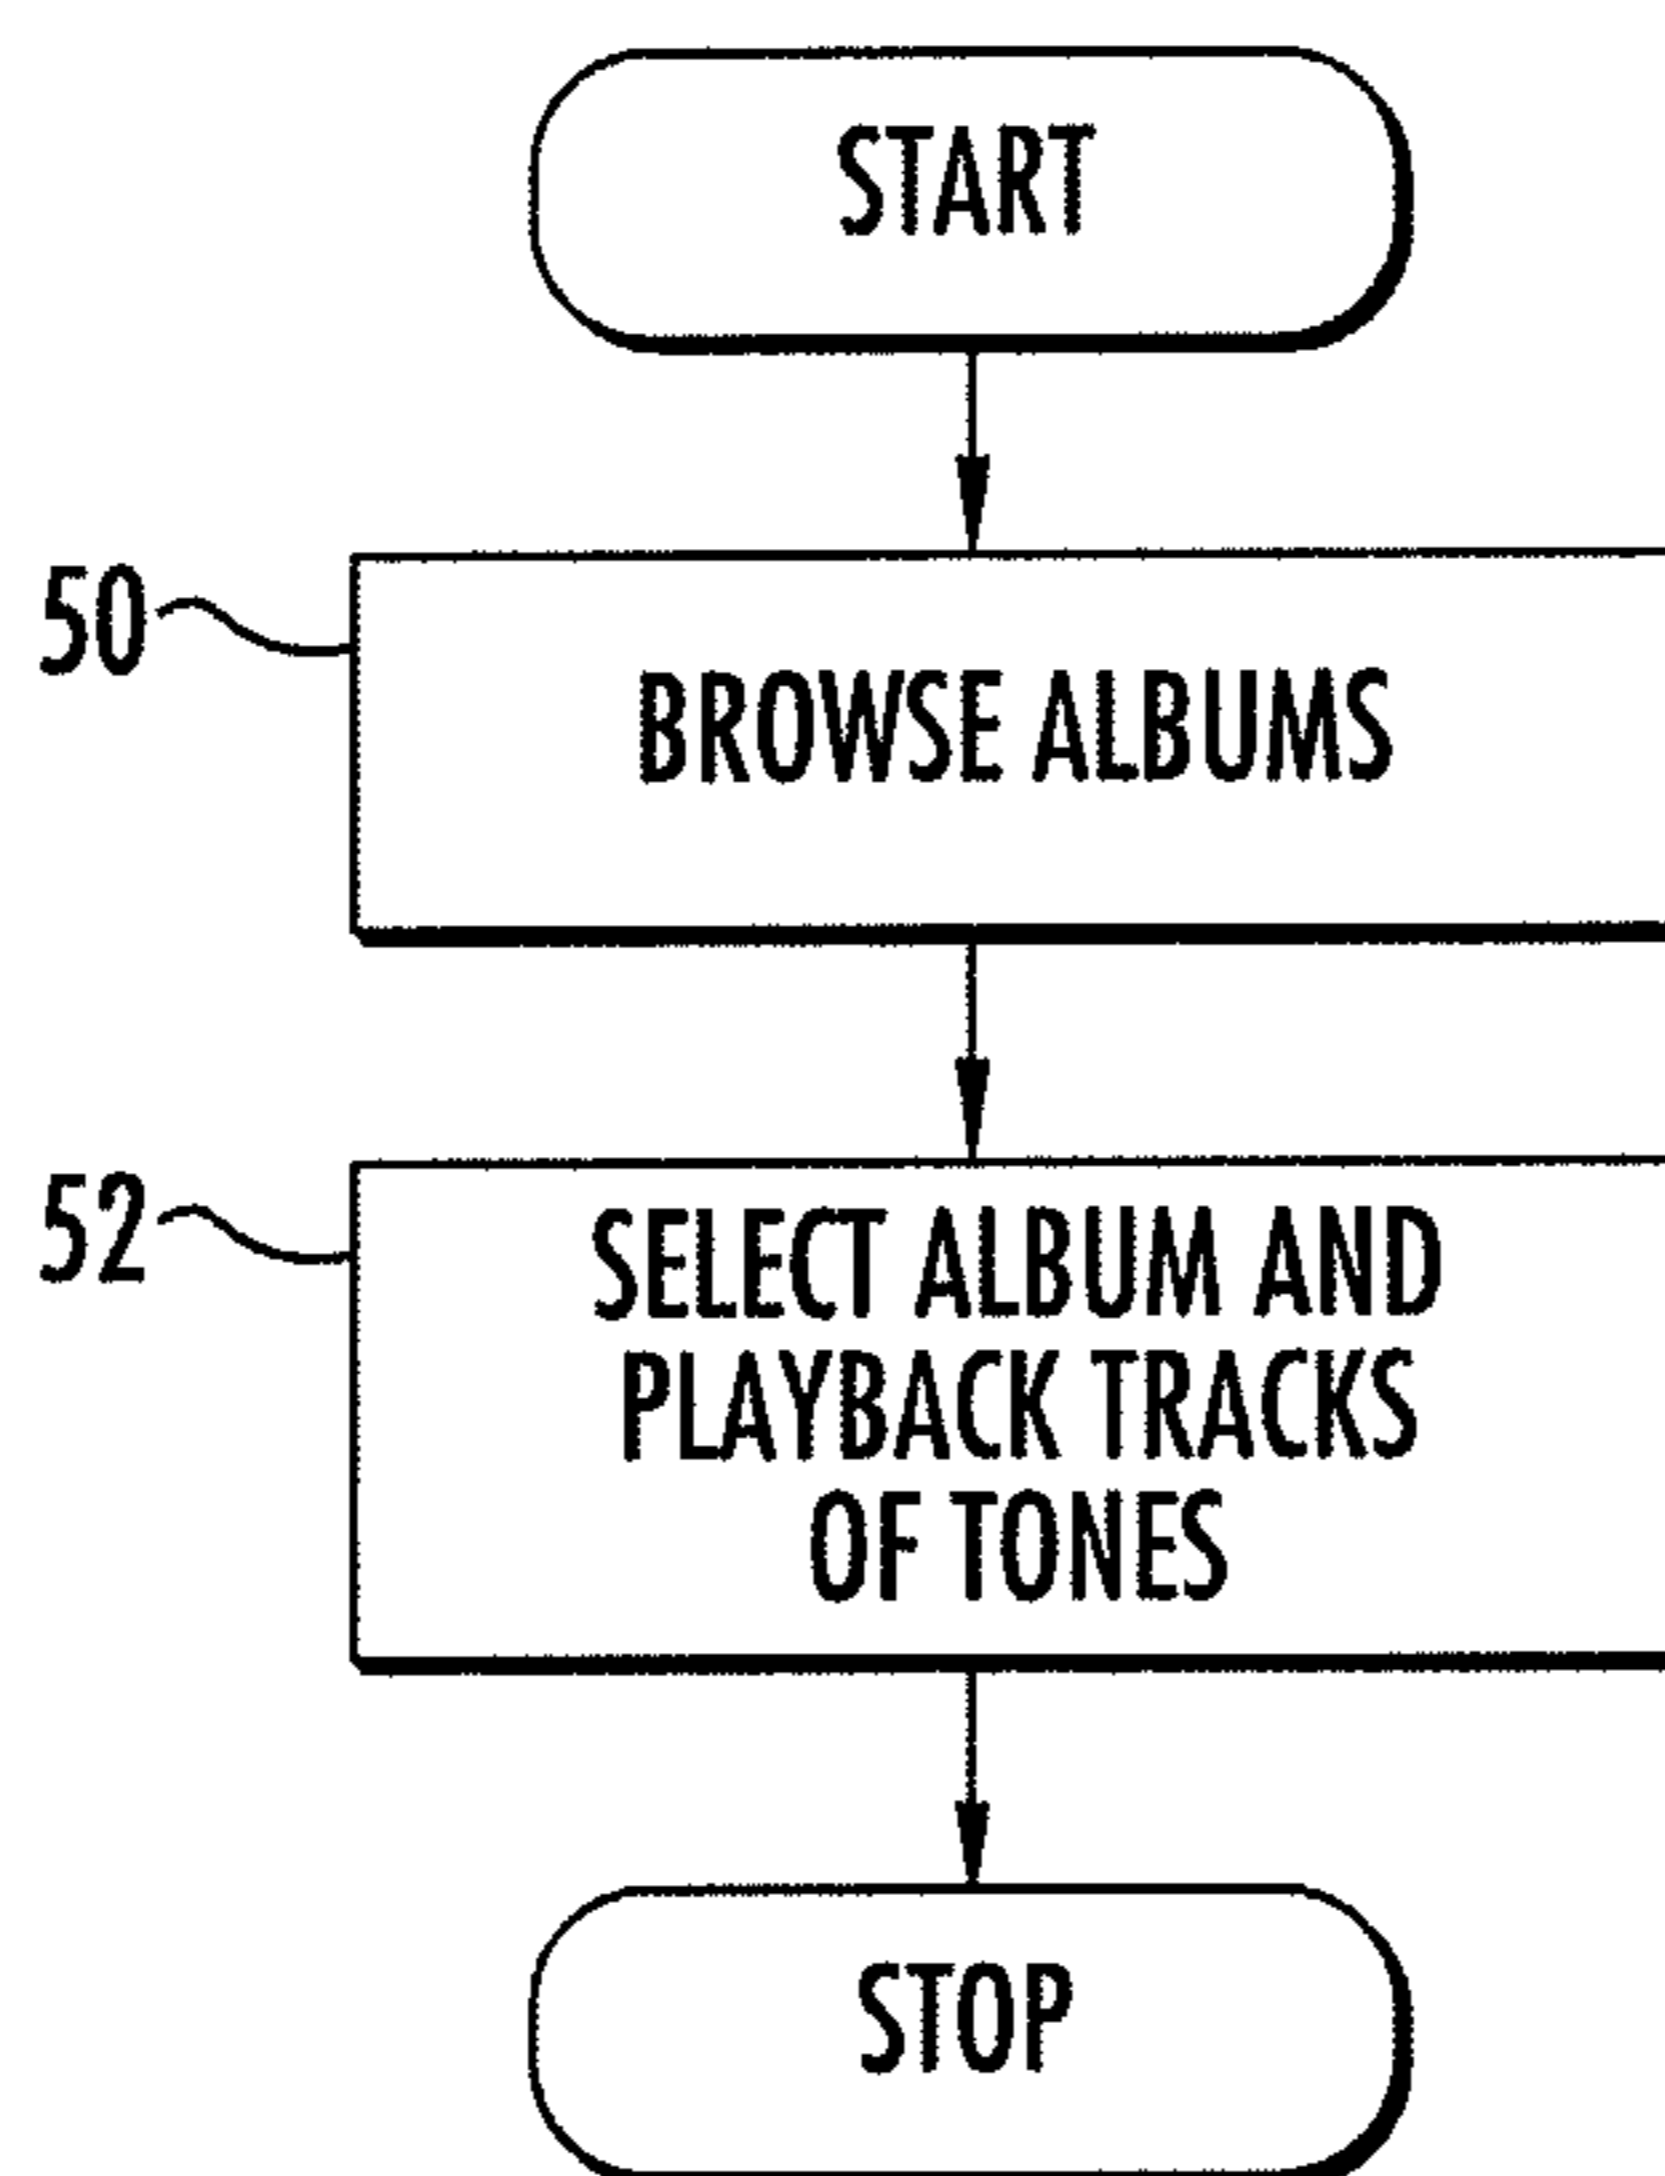 START
50
BROWSE ALBUMS
52
SELECT ALBUM AND
PLAYBACK TRACKS
OF TONES
STOP